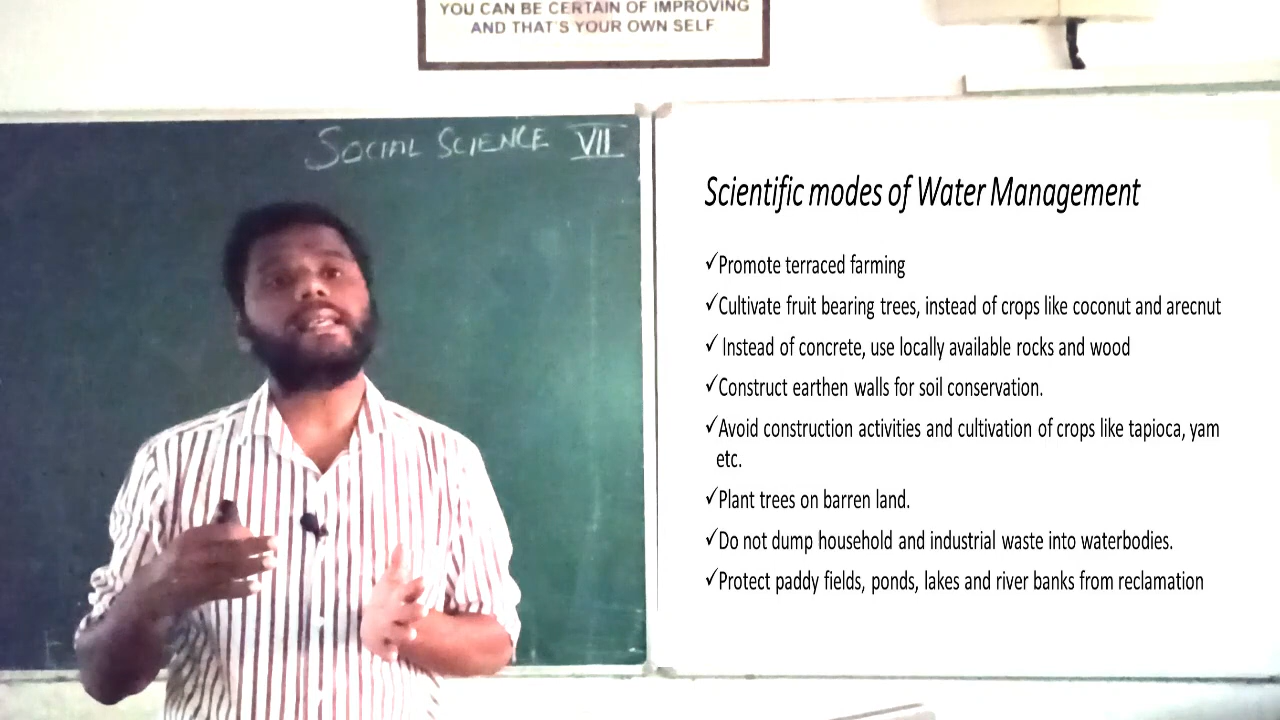 YOU CAN BE CERTAIN OF IMPROVING
AND THAT'S YOUR OWN SELF
SOCIAL SCIENCE VII
Scientific modes of Water Management
✓Promote terraced farming
✓Cultivate fruit bearing trees, instead of crops like coconut and arecnut
✓ Instead of concrete, use locally available rocks and wood
✓Construct earthen walls for soil conservation.
✓Avoid construction activities and cultivation of crops like tapioca, yam
etc.
✓Plant trees on barren land.
✓Do not dump household and industrial waste into waterbodies.
✓Protect paddy fields, ponds, lakes and river banks from reclamation